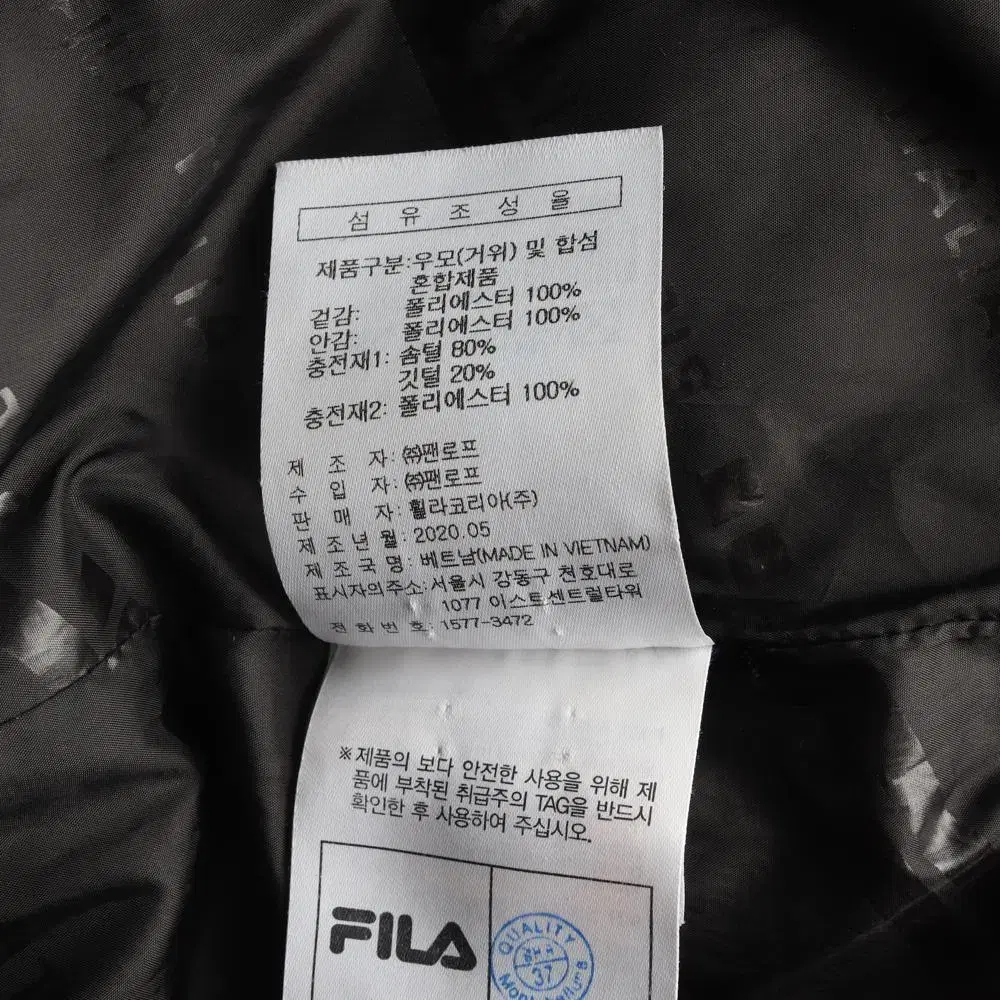 섬 유 조 성 율
제품구분:우모(거위) 및 합섬
혼합제품
겉감: 폴리에스터 100%
안감: 폴리에스터 100%
충전재1: 솜털 80%
깃털 20%
충전재2: 폴리에스터 100%
제 조 자: ㈜팬로프
수 입 자: ㈜팬로프
판 매 자: 휠라코리아(주)
제 조 년 월: 2020.05
제 조 국 명: 베트남(MADE IN VIETNAM)
표시자의주소:서울시 강동구 천호대로
1077 이스트센트럴타워
전 화 번 호: 1577-3472
※제품의 보다 안전한 사용을 위해 제
품에 부착된 취급주의 TAG을 반드시
확인한 후 사용하여 주십시오.
FILA
QUALITY
37